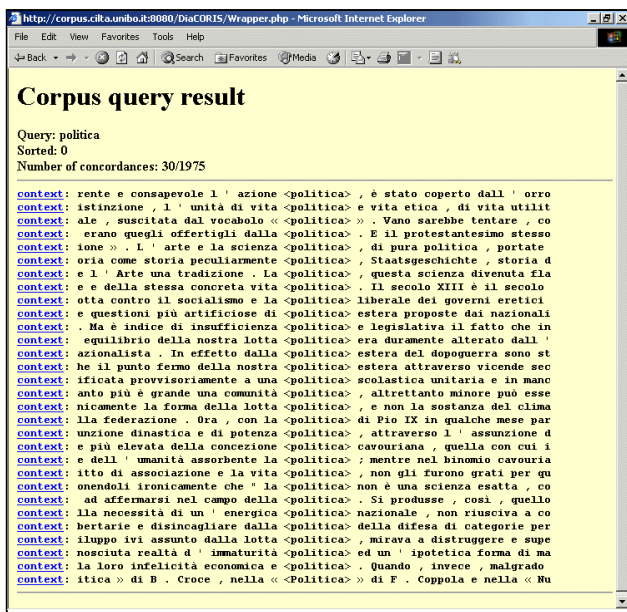 http://corpus.cilta.unibo.it:8080/DiaCORIS/Wrapper.php - Microsoft Internet Explorer
File Edit View Favorites Tools Help
Back Search Favorites Media
Corpus query result
Query: politica
Sorted: 0
Number of concordances: 30/1975
context: rente e consapevole l ' azione <politica> , è stato coperto dall ' orro
context: istinzione , l ' unità di vita <politica> e vita etica , di vita utilit
context: ale , suscitata dal vocabolo « <politica> » . Vano sarebbe tentare , co
context: erano quegli offertigli dalla <politica> . E il protestantesimo stesso
context: ione » . L ' arte e la scienza <politica> , di pura politica , portate
context: oria come storia peculiarmente <politica> , Staatsgeschichte , storia d
context: e l ' Arte una tradizione . La <politica> , questa scienza divenuta fla
context: e e della stessa concreta vita <politica> . Il secolo XIII è il secolo
context: otta contro il socialismo e la <politica> liberale dei governi eretici
context: e questioni più artificiose di <politica> estera proposte dai nazionali
context: . Ma è indice di insufficienza <politica> e legislativa il fatto che in
context: equilibrio della nostra lotta <politica> era duramente alterato dall '
context: azionalista . In effetto dalla <politica> estera del dopoguerra sono st
context: he il punto fermo della nostra <politica> estera attraverso vicende sec
context: ificata provvisoriamente a una <politica> scolastica unitaria e in manc
context: anto più è grande una comunità <politica> , altrettanto minore può esse
context: nicamente la forma della lotta <politica> , e non la sostanza del clima
context: lla federazione . Ora , con la <politica> di Pio IX in qualche mese par
context: unzione dinastica e di potenza <politica> , attraverso l ' assunzione d
context: e più elevata della concezione <politica> cavouriana , quella con cui i
context: e dell ' umanità assorbente la <politica> ; mentre nel binomio cavouria
context: itto di associazione e la vita <politica> , non gli furono grati per qu
context: onendoli ironicamente che " la <politica> non è una scienza esatta , co
context: ad affermarsi nel campo della <politica> . Si produsse , così , quello
context: lla necessità di un ' energica <politica> nazionale , non riusciva a co
context: bertarie e disincagliare dalla <politica> della difesa di categorie per
context: iluppo ivi assunto dalla lotta <politica> , mirava a distruggere e supe
context: nosciuta realtà d ' immaturità <politica> ed un ' ipotetica forma di ma
context: la loro infelicità economica e <politica> . Quando , invece , malgrado
context: itica » di B . Croce , nella « <Politica> » di F . Coppola e nella « Nu